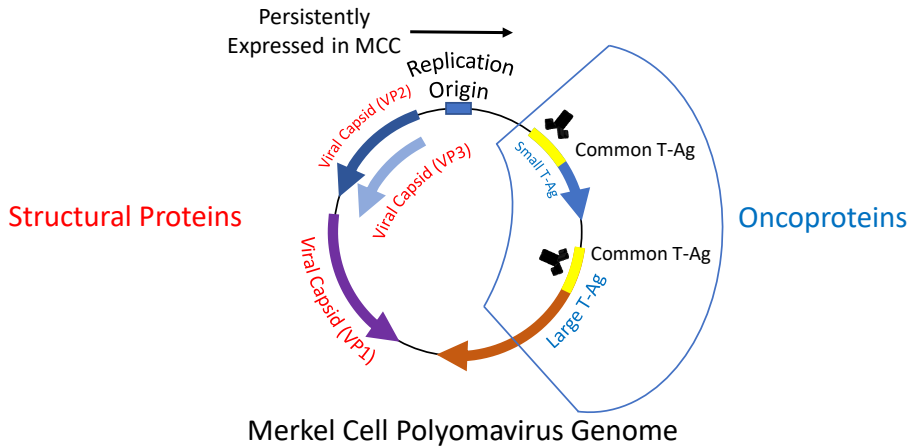 Persistently
Expressed in MCC
Replication
Origin
Viral Capsid (VP2)
Viral Capsid (VP3)
Common T-Ag
Small T-Ag
Structural Proteins
Oncoproteins
Common T-Ag
Viral Capsid (VP1)
Large T-Ag
Merkel Cell Polyomavirus Genome